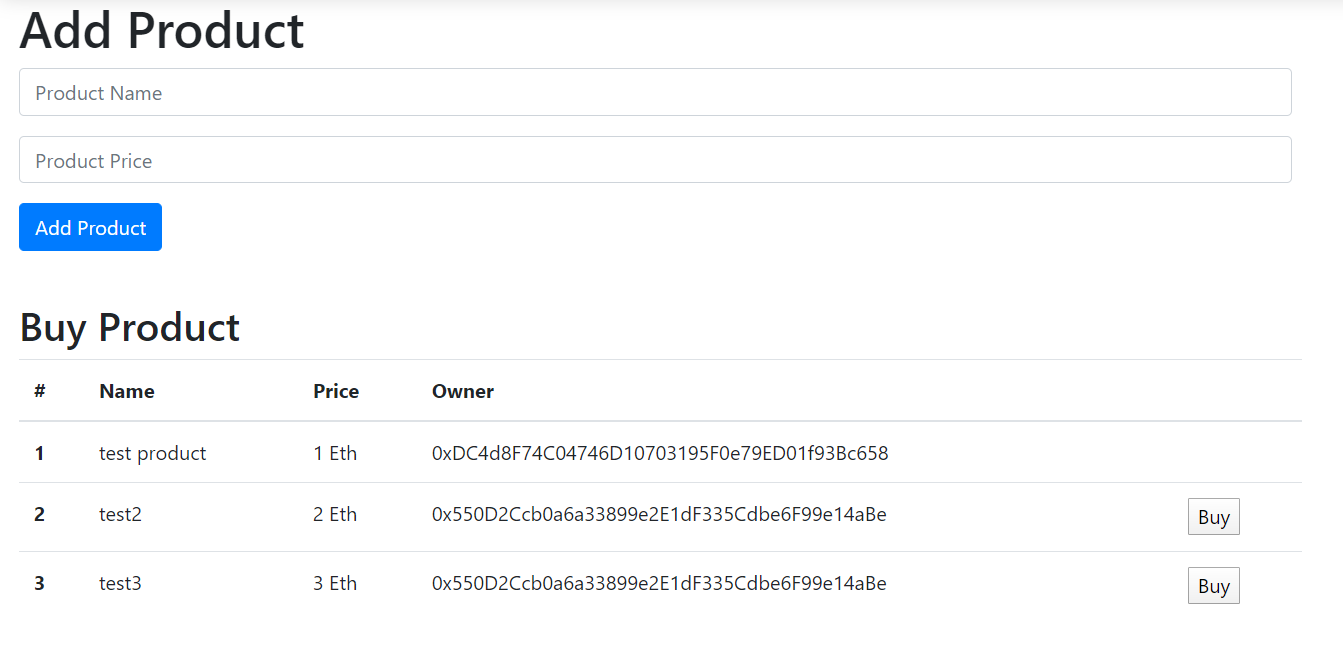 Add Product
Product Name
Product Price
Add Product
Buy Product
# Name Price Owner
1 test product 1 Eth 0xDC4d8F74C04746D10703195F0e79ED01f93Bc658
2 test2 2 Eth 0x550D2Ccb0a6a33899e2E1dF335Cdbe6F99e14aBe Buy
3 test3 3 Eth 0x550D2Ccb0a6a33899e2E1dF335Cdbe6F99e14aBe Buy